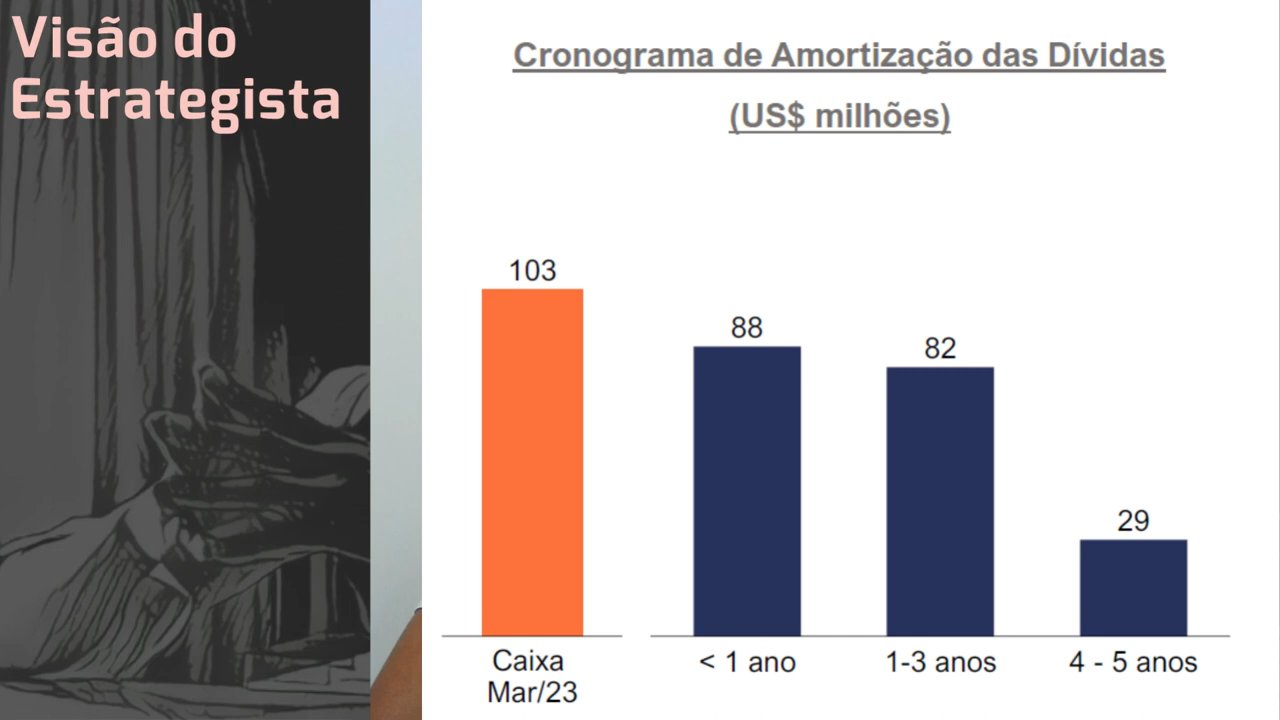 Visão do
Estrategista
Cronograma de Amortização das Dívidas
(US$ milhões)
103
88
82
29
Caixa
Mar/23
< 1 ano
1-3 anos
4 - 5 anos